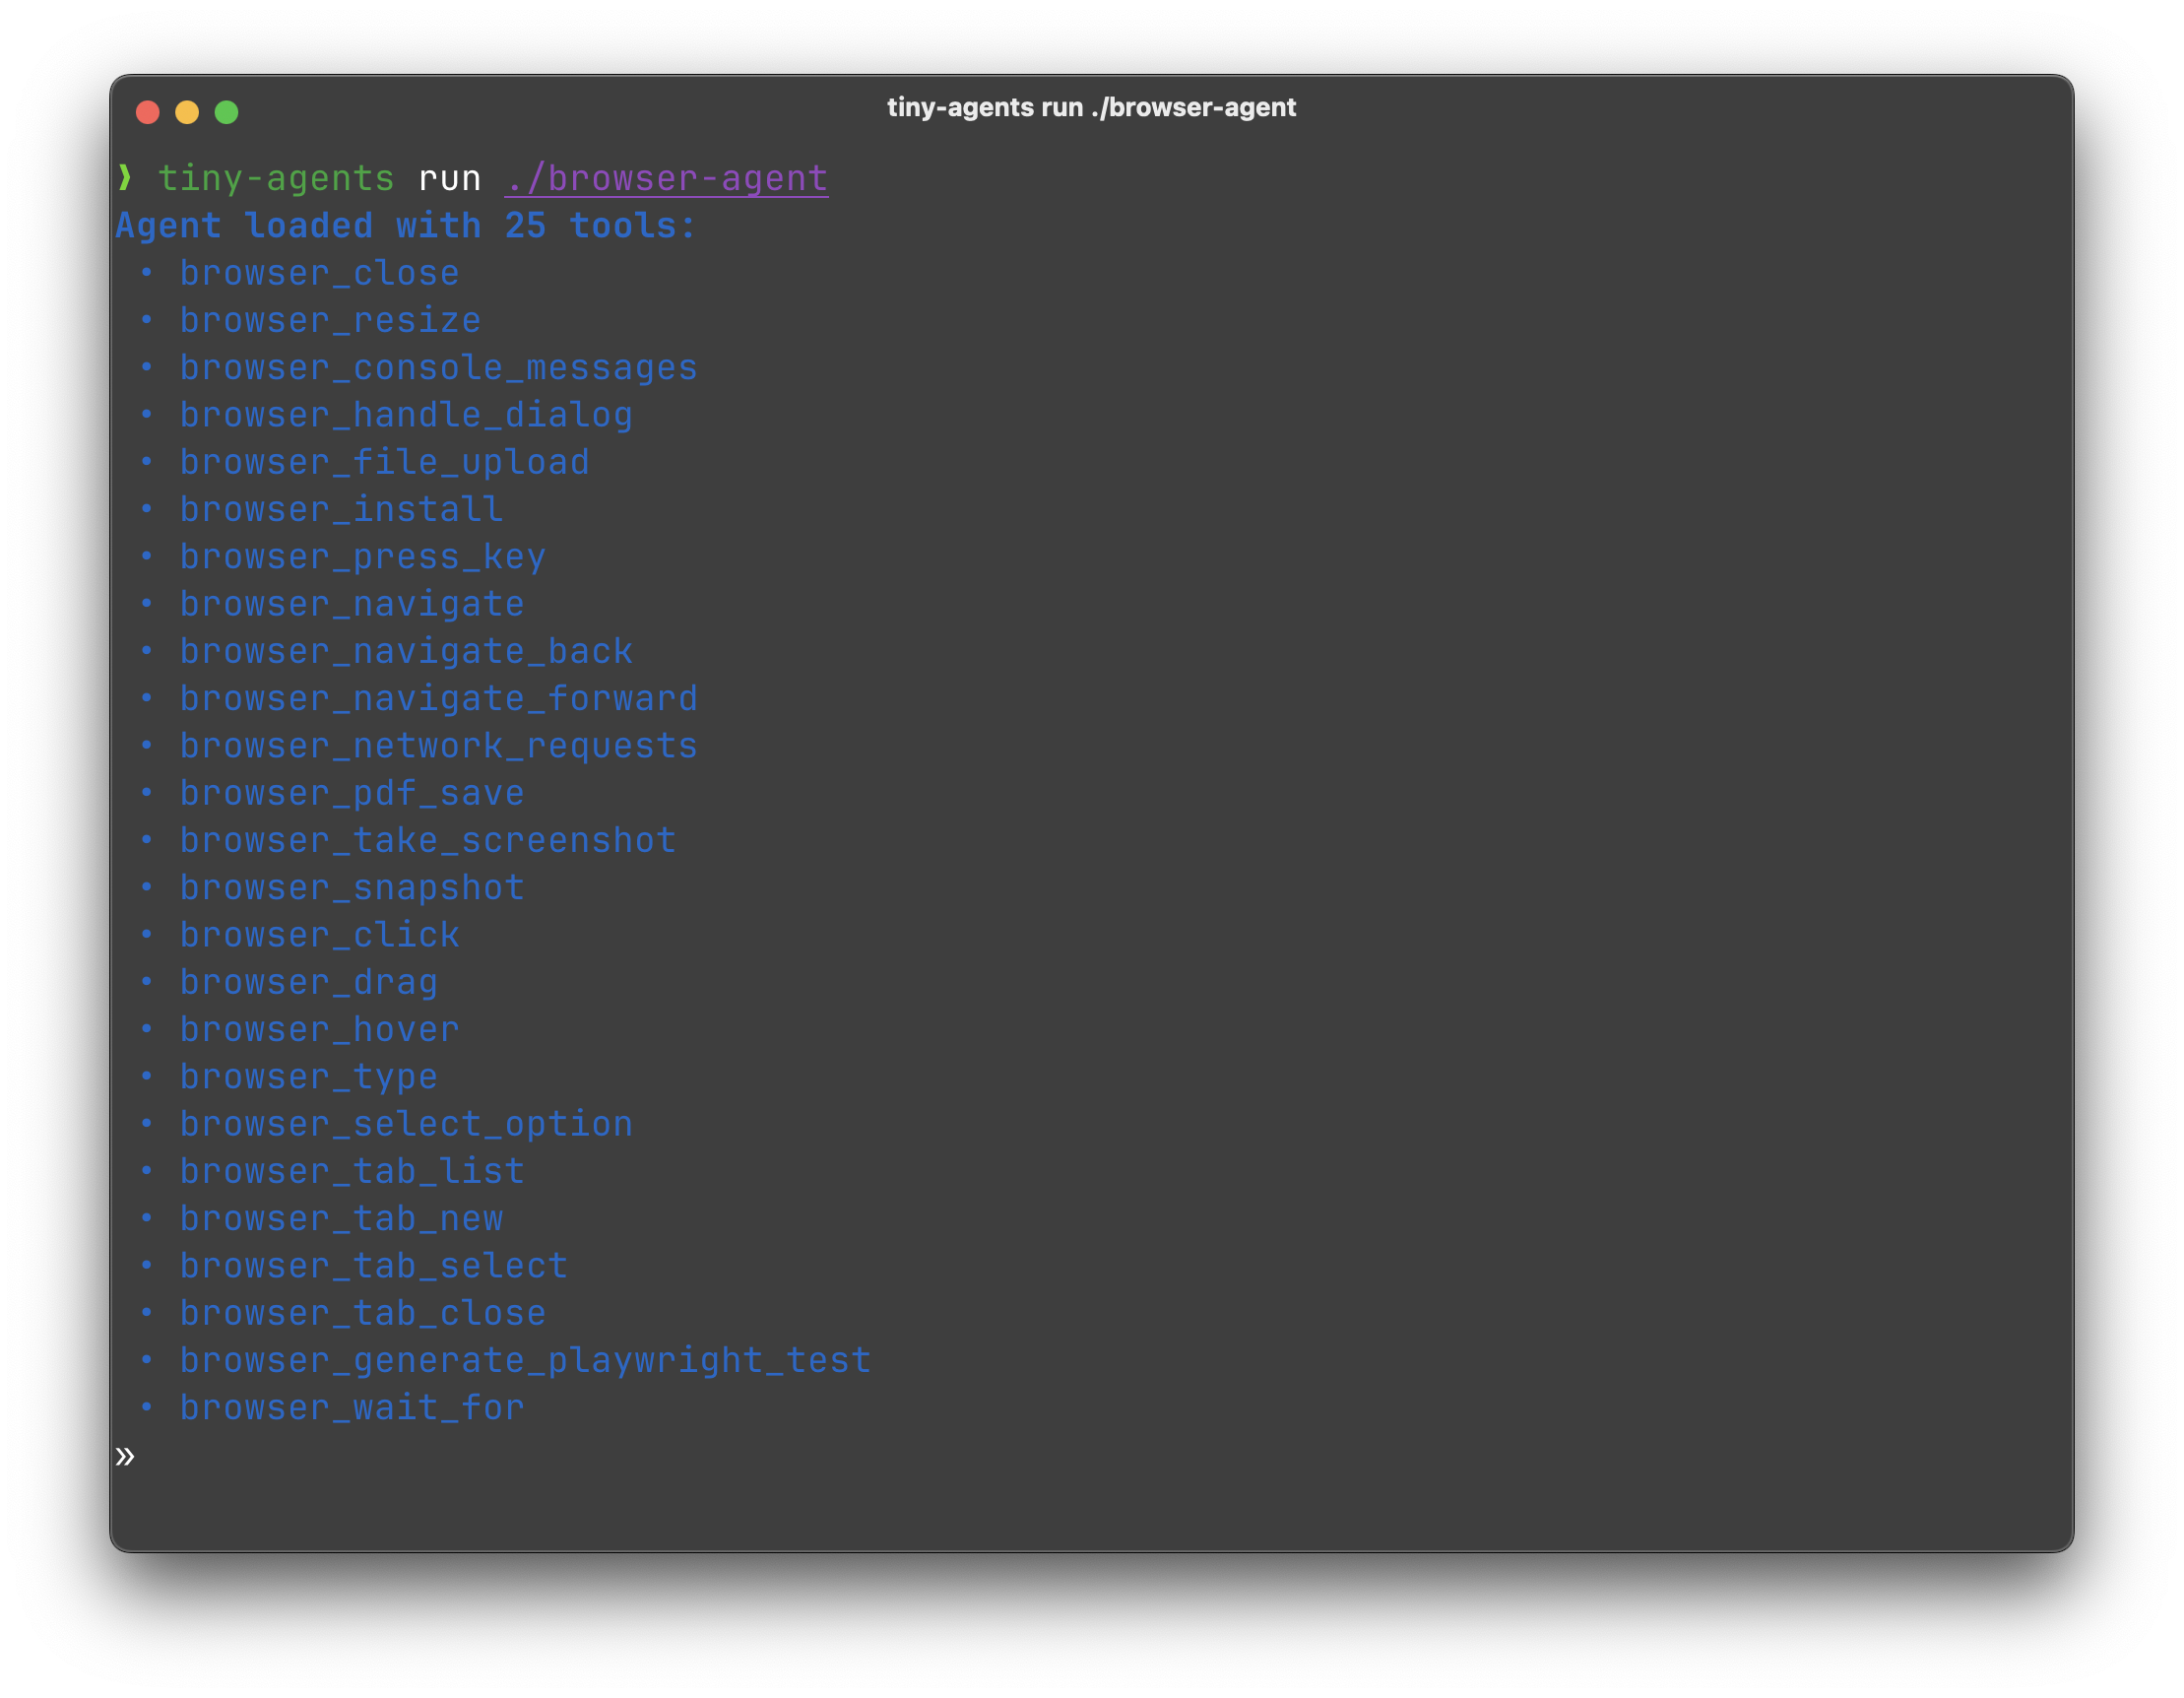 tiny-agents run ./browser-agent
❱ tiny-agents run ./browser-agent
Agent loaded with 25 tools:
• browser_close
• browser_resize
• browser_console_messages
• browser_handle_dialog
• browser_file_upload
• browser_install
• browser_press_key
• browser_navigate
• browser_navigate_back
• browser_navigate_forward
• browser_network_requests
• browser_pdf_save
• browser_take_screenshot
• browser_snapshot
• browser_click
• browser_drag
• browser_hover
• browser_type
• browser_select_option
• browser_tab_list
• browser_tab_new
• browser_tab_select
• browser_tab_close
• browser_generate_playwright_test
• browser_wait_for
»